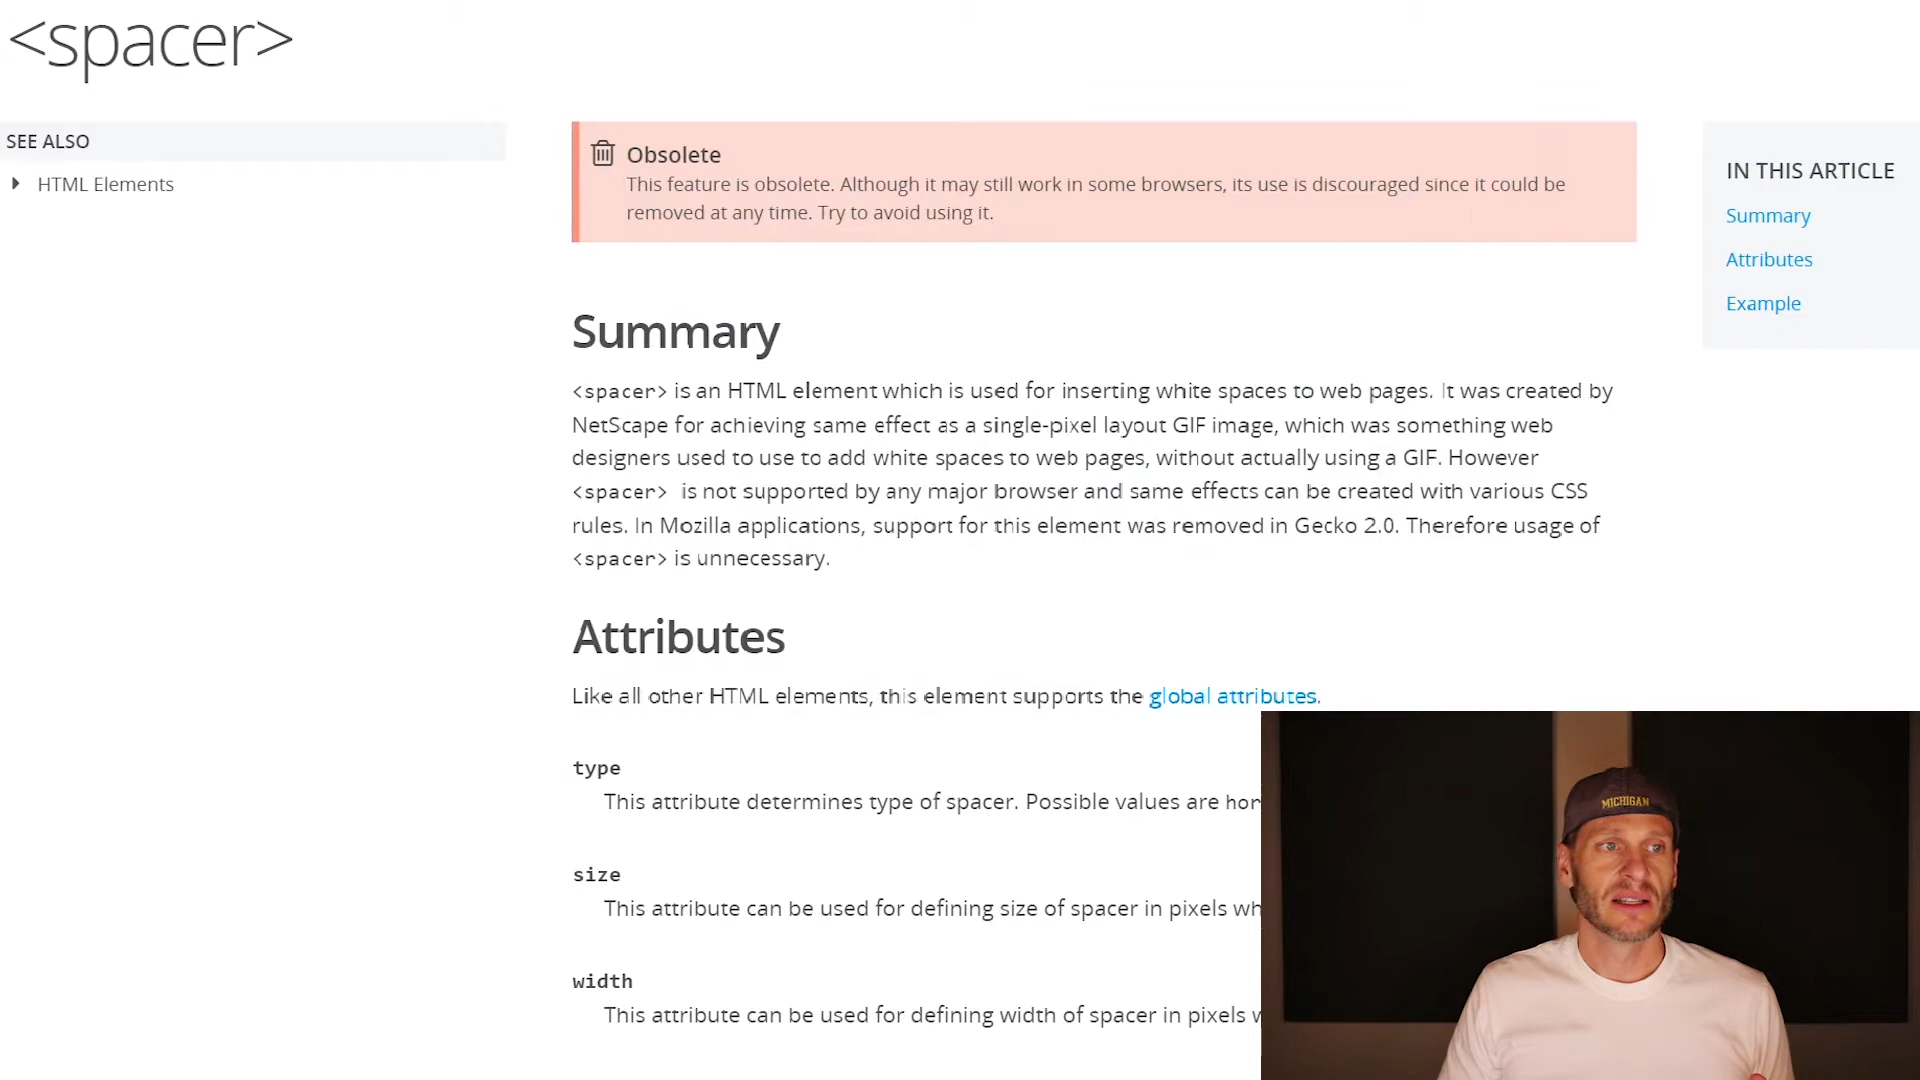 <spacer>
SEE ALSO
HTML Elements
Obsolete
This feature is obsolete. Although it may still work in some browsers, its use is discouraged since it could be
removed at any time. Try to avoid using it.
IN THIS ARTICLE
Summary
Attributes
Example
Summary
<spacer> is an HTML element which is used for inserting white spaces to web pages. It was created by
NetScape for achieving same effect as a single-pixel layout GIF image, which was something web
designers used to use to add white spaces to web pages, without actually using a GIF. However
<spacer> is not supported by any major browser and same effects can be created with various CSS
rules. In Mozilla applications, support for this element was removed in Gecko 2.0. Therefore usage of
<spacer> is unnecessary.
Attributes
Like all other HTML elements, this element supports the global attributes.
type
This attribute determines type of spacer. Possible values are hor
size
This attribute can be used for defining size of spacer in pixels wh
width
This attribute can be used for defining width of spacer in pixels w
MICHIGAN